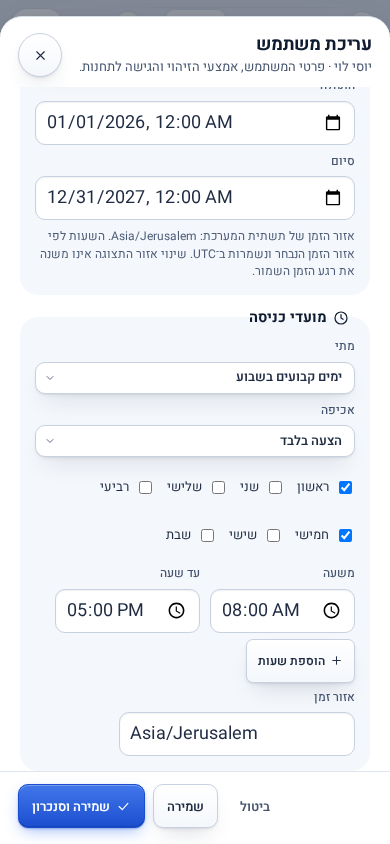 עריכת משתמש
יוסי לוי · פרטי המשתמש, אמצעי הזיהוי והגישה לתחנות.
01/01/2026, 12:00 AM
סיום
12/31/2027, 12:00 AM
אזור הזמן של תשתית המערכת: Asia/Jerusalem. השעות לפי
אזור הזמן הנבחר ונשמרות ב־UTC. שינוי אזור התצוגה אינו משנה
את רגע הזמן השמור.
מועדי כניסה
מתי
ימים קבועים בשבוע
אכיפה
הצעה בלבד
ראשון שני שלישי רביעי
חמישי שישי שבת
משעה עד שעה
08:00 AM 05:00 PM
הוספת שעות
אזור זמן
Asia/Jerusalem
ביטול שמירה שמירה וסנכרון